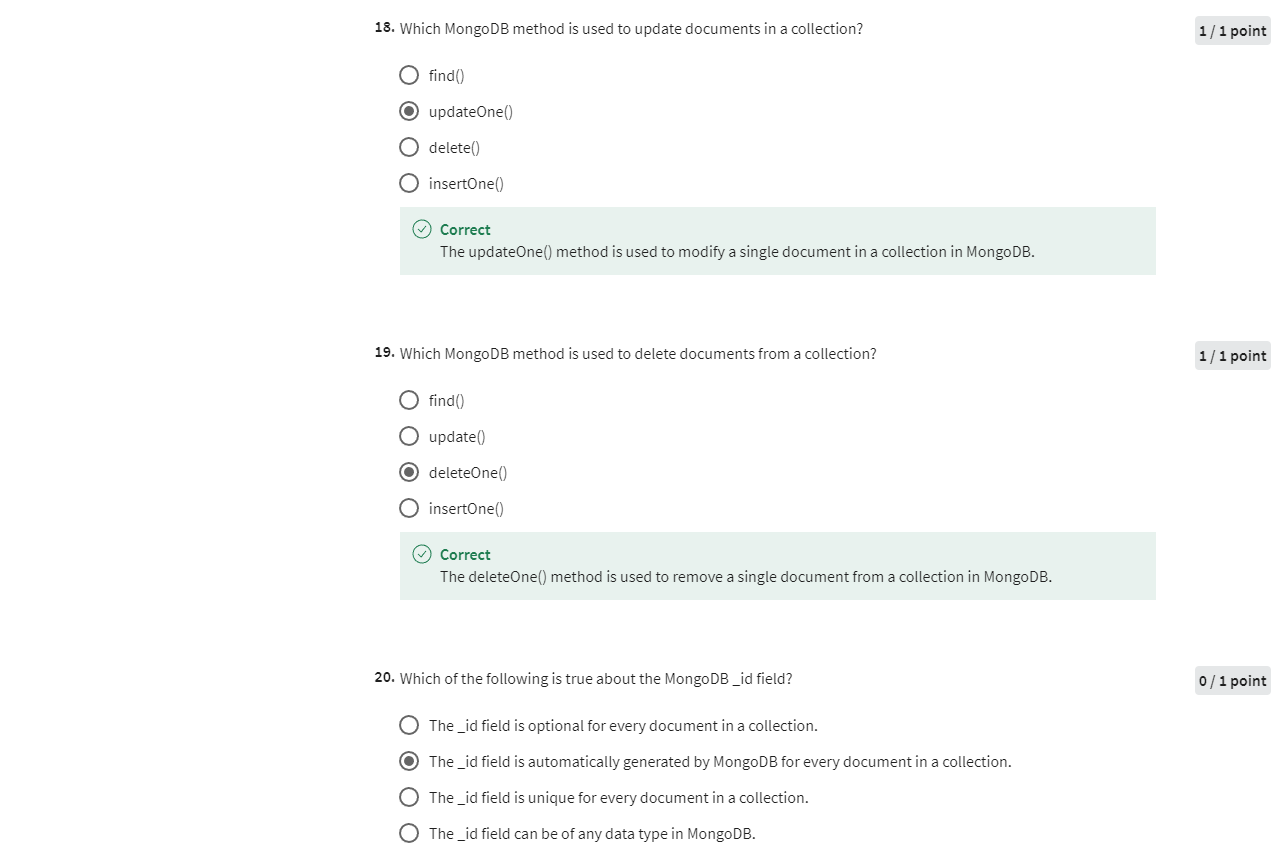 18. Which MongoDB method is used to update documents in a collection?
1 / 1 point
find()
updateOne()
delete()
insertOne()
Correct
The updateOne() method is used to modify a single document in a collection in MongoDB.
19. Which MongoDB method is used to delete documents from a collection?
1 / 1 point
find()
update()
deleteOne()
insertOne()
Correct
The deleteOne() method is used to remove a single document from a collection in MongoDB.
20. Which of the following is true about the MongoDB _id field?
0 / 1 point
The _id field is optional for every document in a collection.
The _id field is automatically generated by MongoDB for every document in a collection.
The _id field is unique for every document in a collection.
The _id field can be of any data type in MongoDB.